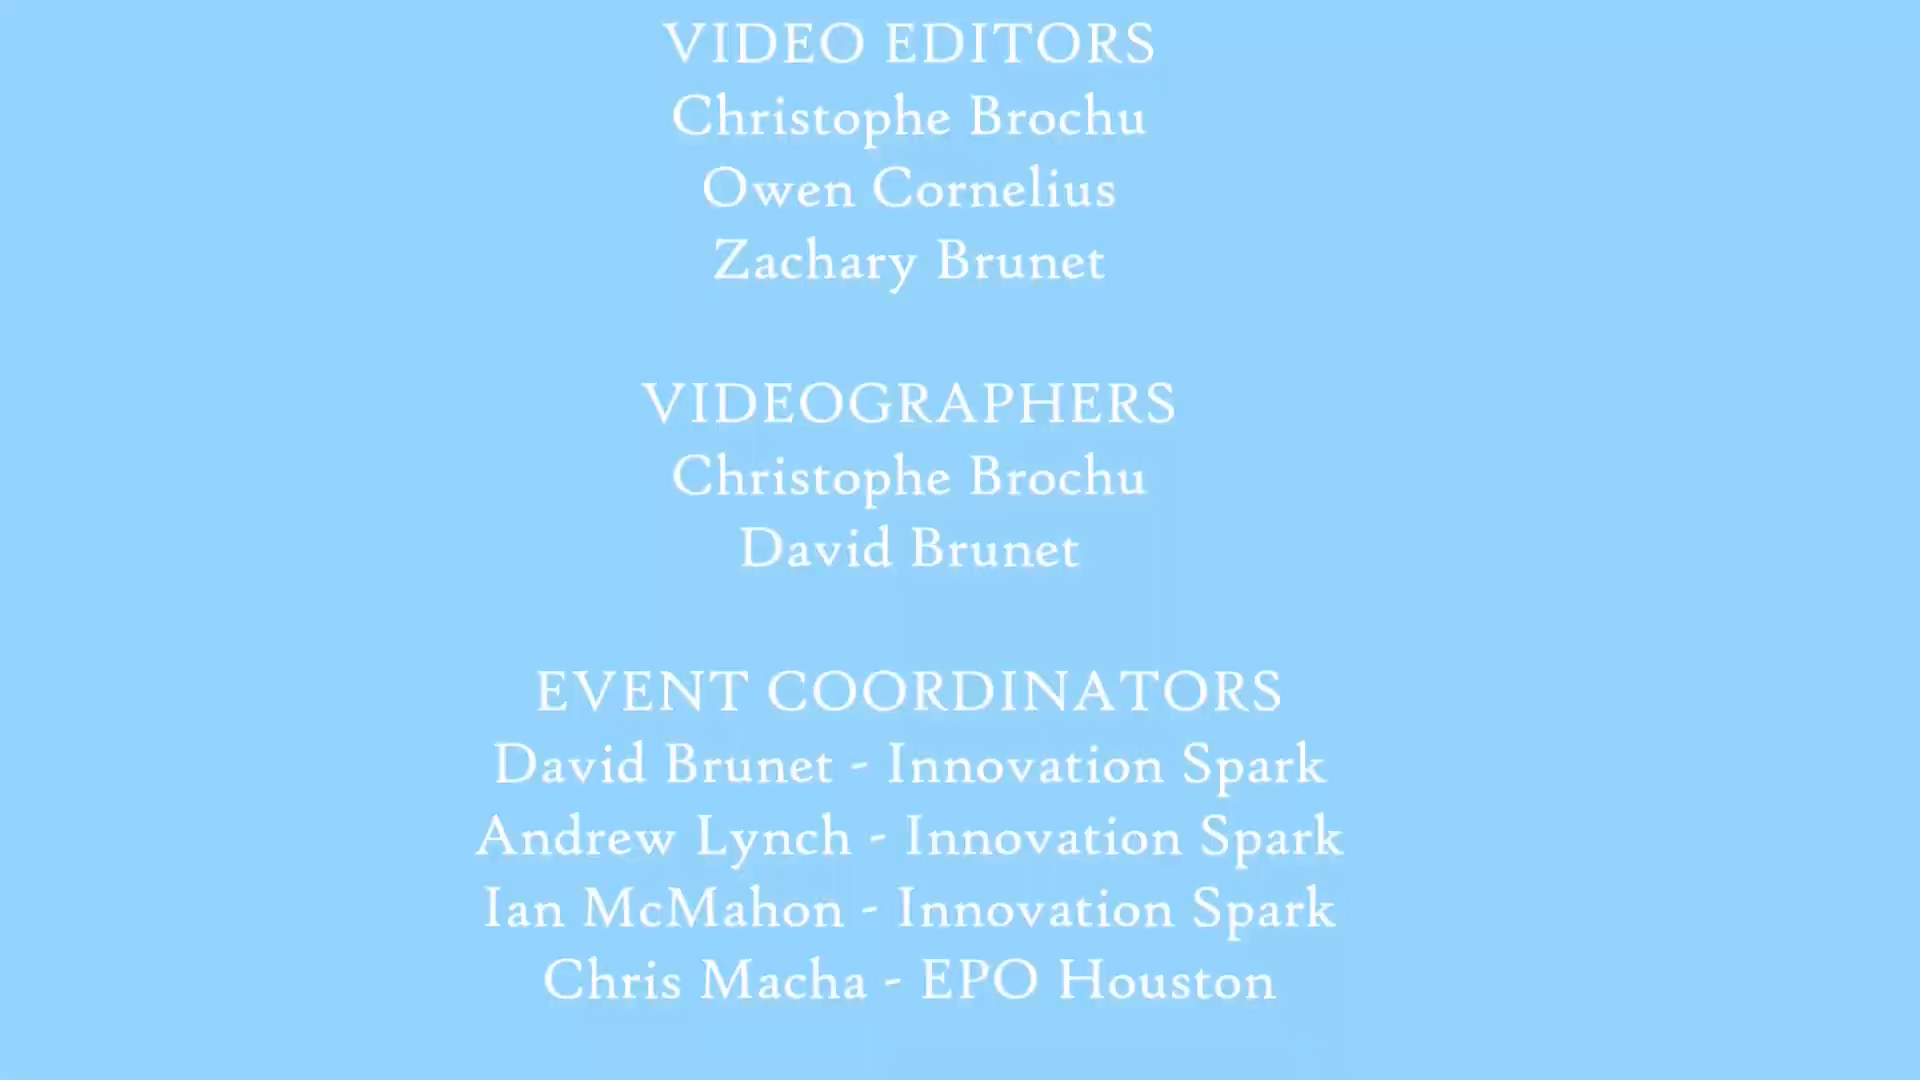 VIDEO EDITORS
Christophe Brochu
Owen Cornelius
Zachary Brunet
VIDEOGRAPHERS
Christophe Brochu
David Brunet
EVENT COORDINATORS
David Brunet - Innovation Spark
Andrew Lynch - Innovation Spark
Ian McMahon - Innovation Spark
Chris Macha - EPO Houston